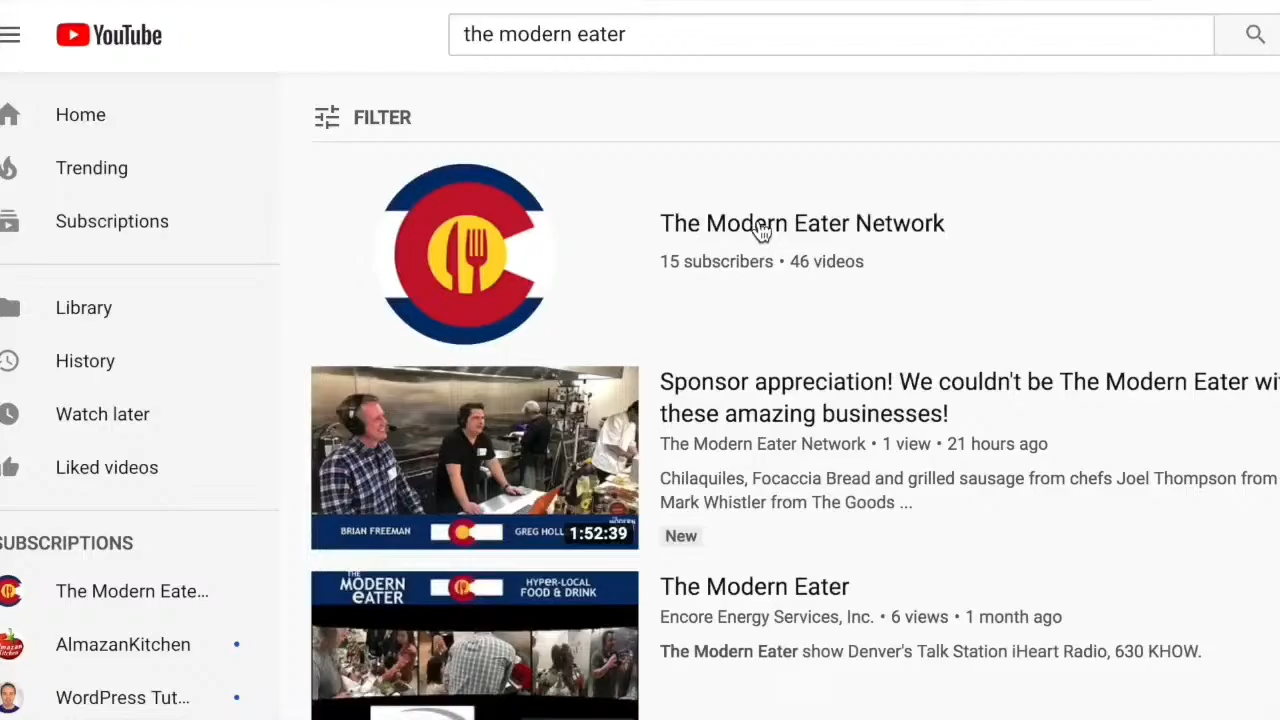 YouTube
the modern eater
Home
Trending
Subscriptions
Library
History
Watch later
Liked videos
SUBSCRIPTIONS
The Modern Eate...
AlmazanKitchen
WordPress Tut...
FILTER
The Modern Eater Network
15 subscribers • 46 videos
BRIAN FREEMAN
GREG HOLL
1:52:39
Sponsor appreciation! We couldn't be The Modern Eater
these amazing businesses!
The Modern Eater Network • 1 view • 21 hours ago
Chilaquiles, Focaccia Bread and grilled sausage from chefs Joel Thompson from
Mark Whistler from The Goods ...
New
THE
MODERN
eATER
HYPER-LOCAL
FOOD & DRINK
The Modern Eater
Encore Energy Services, Inc. • 6 views • 1 month ago
The Modern Eater show Denver's Talk Station iHeart Radio, 630 KHOW.